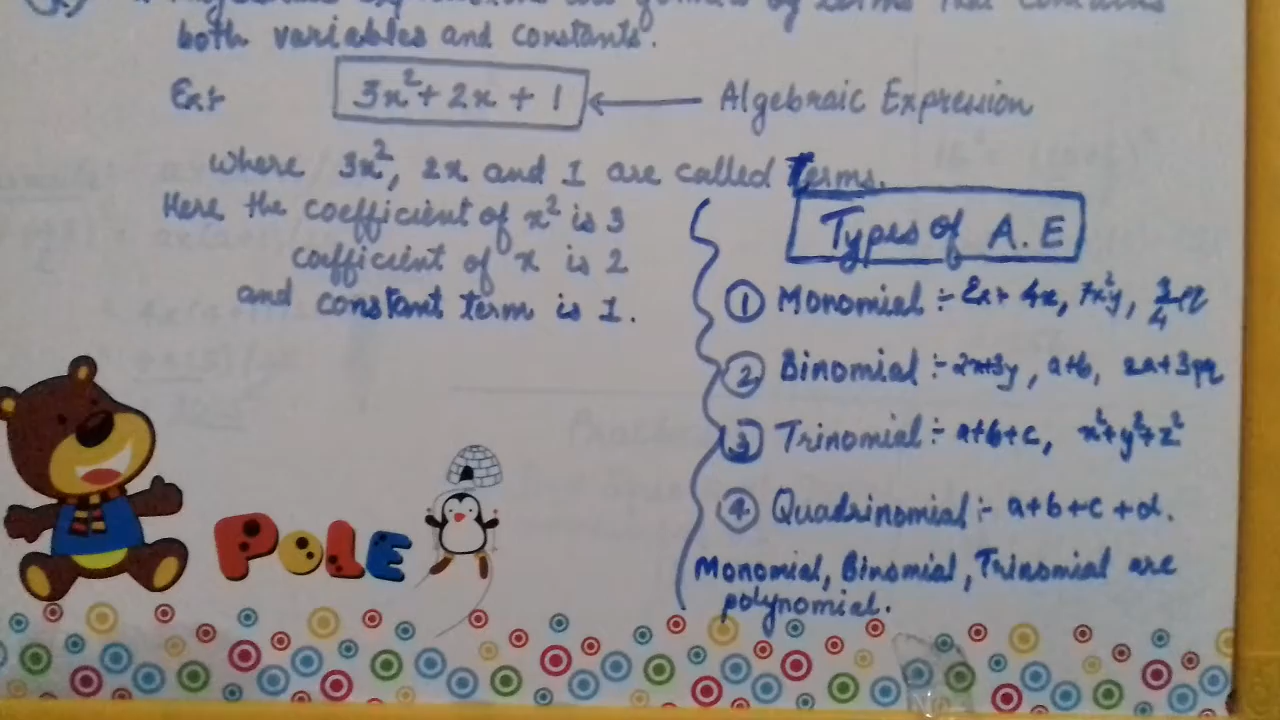 both variables and constants.
Ex:-
3x²+ 2x + 1
Algebraic Expression
where 3x², 2x and 1 are called Terms.
Here the coefficient of x² is 3
coefficient of x is 2
and constant term is 1.
Types of A.E
① Monomial :- Ex:- 4x, 7x²y, 3/4 pq
② Binomial :- 2x+3y, a+b, 2a+3pq
③ Trinomial :- a+b+c, x²+y²+z²
④ Quadrinomial :- a+b+c+d.
Monomial, Binomial, Trinomial are
polynomial.
POLE